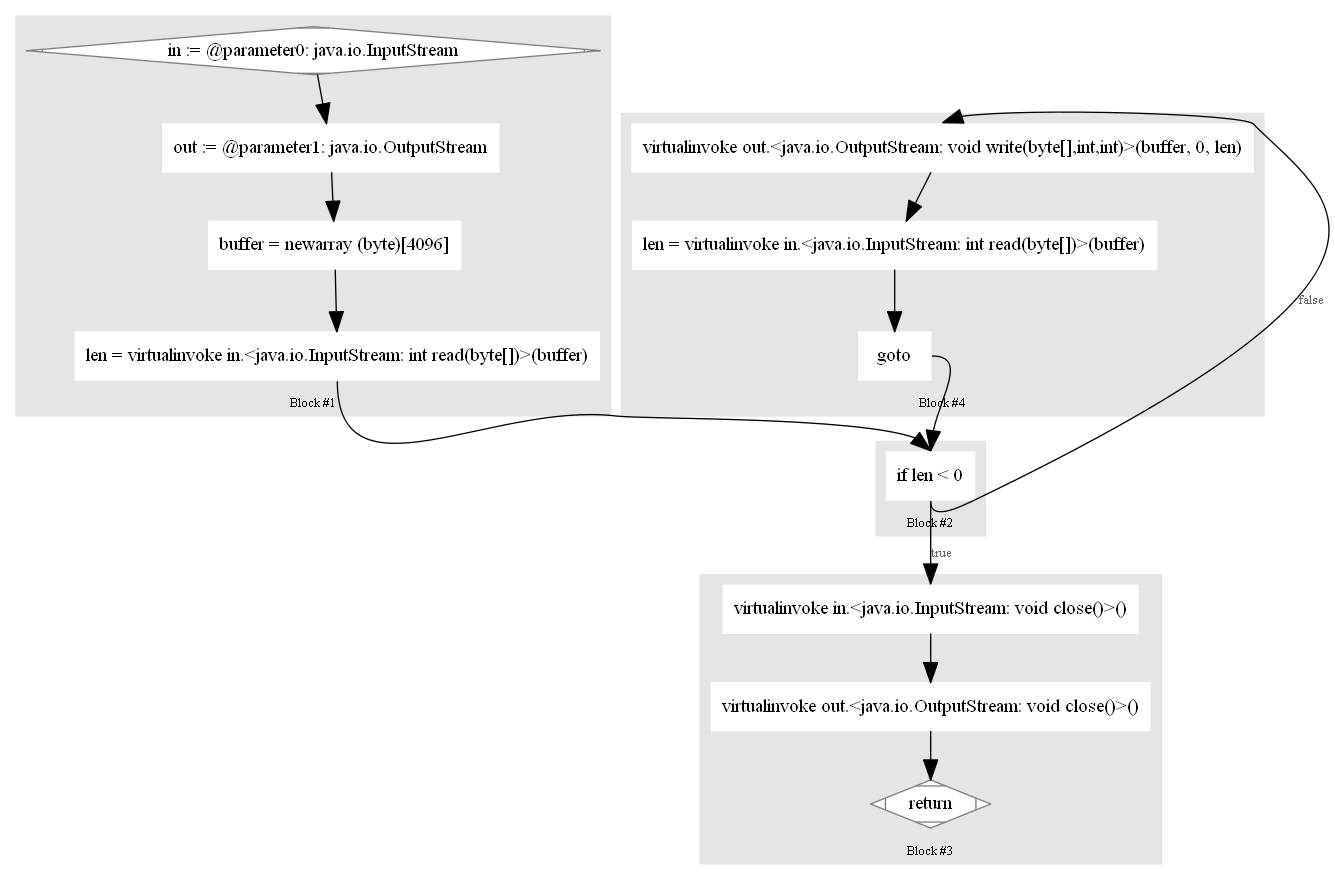 in := @parameter0: java.io.InputStream
out := @parameter1: java.io.OutputStream
buffer = newarray (byte)[4096]
len = virtualinvoke in.<java.io.InputStream: int read(byte[])>(buffer)
Block #1
virtualinvoke out.<java.io.OutputStream: void write(byte[],int,int)>(buffer, 0, len)
len = virtualinvoke in.<java.io.InputStream: int read(byte[])>(buffer)
goto
Block #4
false
if len < 0
Block #2
true
virtualinvoke in.<java.io.InputStream: void close()>()
virtualinvoke out.<java.io.OutputStream: void close()>()
return
Block #3